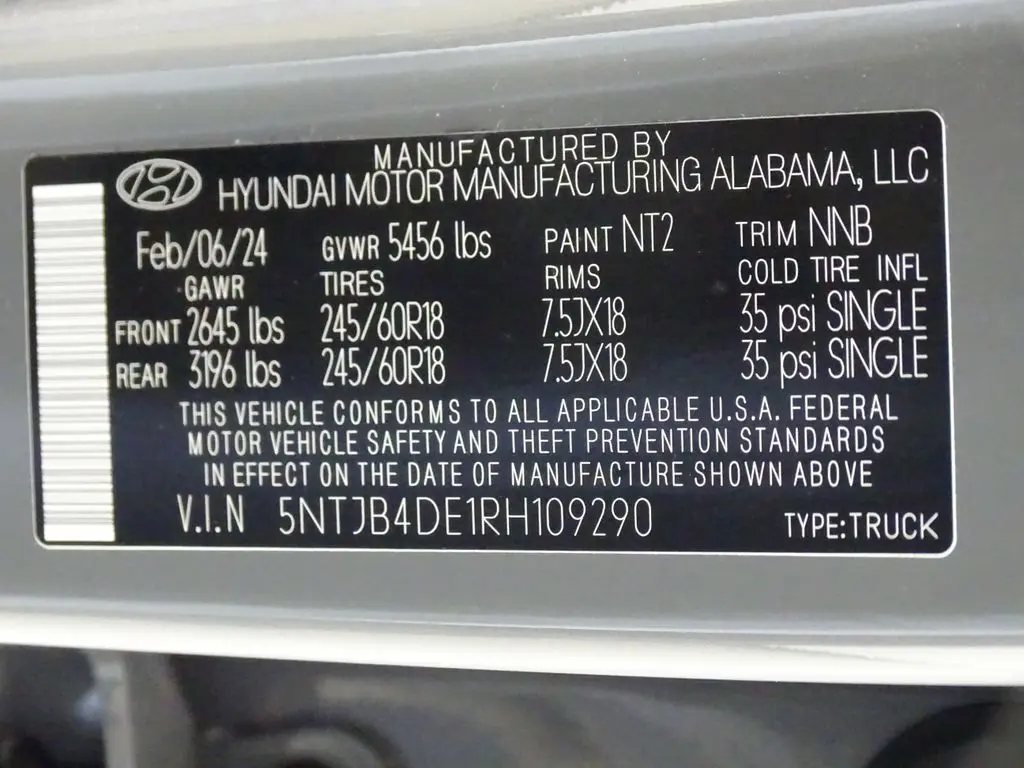 MANUFACTURED BY
HYUNDAI MOTOR MANUFACTURING ALABAMA, LLC
Feb/06/24 GVWR 5456 lbs PAINT NT2 TRIM NNB
GAWR TIRES RIMS COLD TIRE INFL
FRONT 2645 lbs 245/60R18 7.5JX18 35 psi SINGLE
REAR 3196 lbs 245/60R18 7.5JX18 35 psi SINGLE
THIS VEHICLE CONFORMS TO ALL APPLICABLE U.S.A. FEDERAL
MOTOR VEHICLE SAFETY AND THEFT PREVENTION STANDARDS
IN EFFECT ON THE DATE OF MANUFACTURE SHOWN ABOVE
V.I.N 5NTJB4DE1RH109290 TYPE:TRUCK